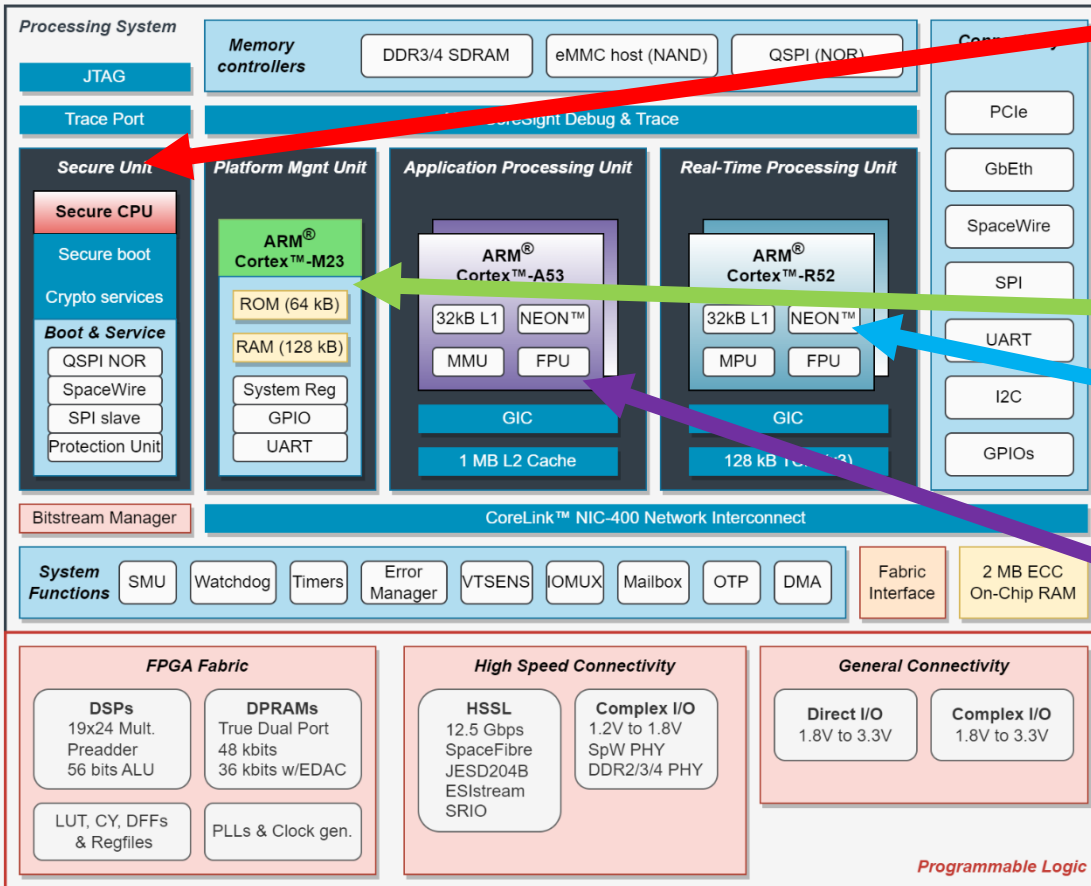 Processing System
JTAG
Trace Port
Memory
controllers
DDR3/4 SDRAM
eMMC host (NAND)
QSPI (NOR)
Debug & Trace
Secure Unit
Secure CPU
Secure boot
Crypto services
Boot & Service
QSPI NOR
SpaceWire
SPI slave
Protection Unit
Platform Mgnt Unit
ARM®
Cortex™-M23
ROM (64 kB)
RAM (128 kB)
System Reg
GPIO
UART
Application Processing Unit
ARM®
Cortex™-A53
32kB L1
NEON™
MMU
FPU
GIC
1 MB L2 Cache
Real-Time Processing Unit
ARM®
Cortex™-R52
32kB L1
NEON™
MPU
FPU
GIC
128 kB
PCIe
GbEth
SpaceWire
SPI
UART
I2C
GPIOs
Bitstream Manager
CoreLink™ NIC-400 Network Interconnect
System
Functions
SMU
Watchdog
Timers
Error
Manager
VTSENS
IOMUX
Mailbox
OTP
DMA
Fabric
Interface
2 MB ECC
On-Chip RAM
FPGA Fabric
DSPs
19x24 Mult.
Preadder
56 bits ALU
DPRAMs
True Dual Port
48 kbits
36 kbits w/EDAC
LUT, CY, DFFs
& Regfiles
PLLs & Clock gen.
High Speed Connectivity
HSSL
12.5 Gbps
SpaceFibre
JESD204B
ESIstream
SRIO
Complex I/O
1.2V to 1.8V
SpW PHY
DDR2/3/4 PHY
General Connectivity
Direct I/O
1.8V to 3.3V
Complex I/O
1.8V to 3.3V
Programmable Logic